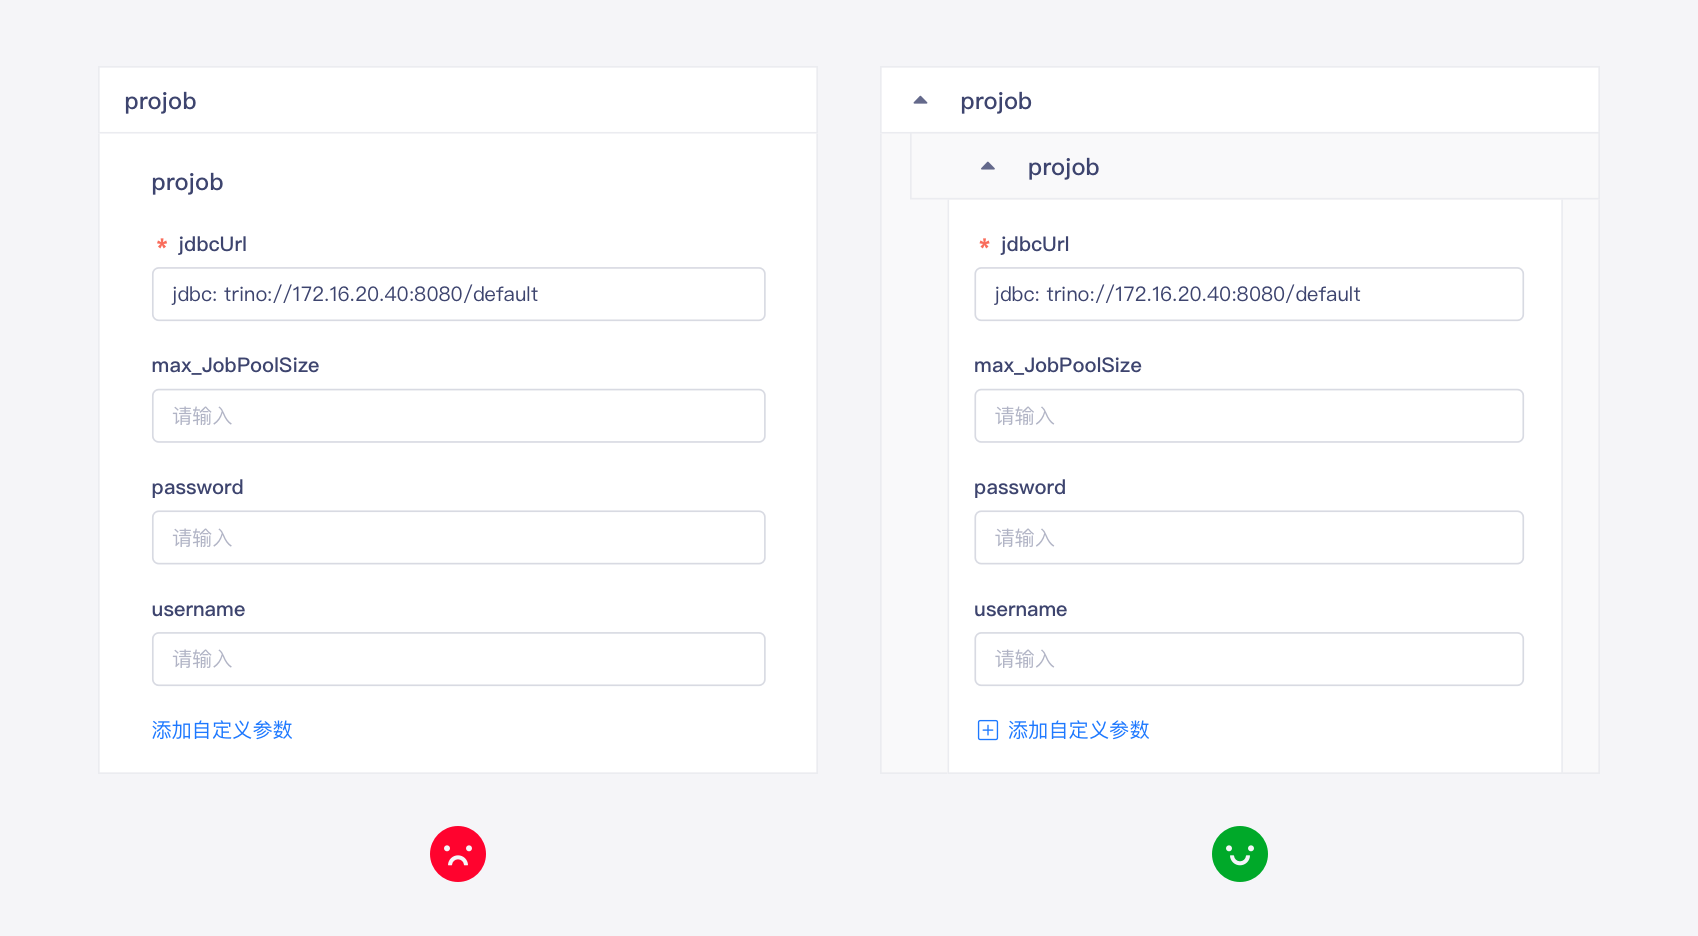 projob
projob
* jdbcUrl
jdbc: trino://172.16.20.40:8080/default
max_JobPoolSize
请输入
password
请输入
username
请输入
添加自定义参数
projob
projob
* jdbcUrl
jdbc: trino://172.16.20.40:8080/default
max_JobPoolSize
请输入
password
请输入
username
请输入
添加自定义参数